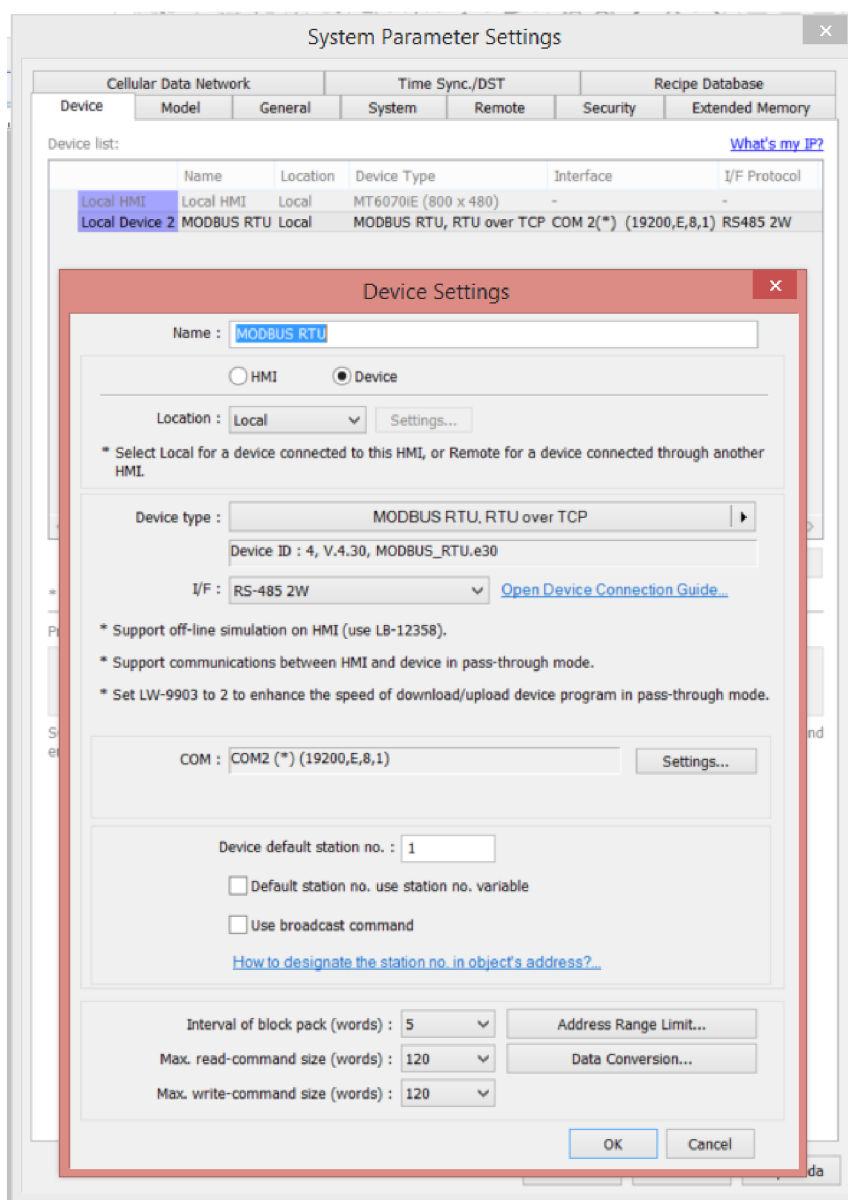 System Parameter Settings
Cellular Data Network Time Sync./DST Recipe Database
Device Model General System Remote Security Extended Memory
Device list: What's my IP?
Name Location Device Type Interface I/F Protocol
Local HMI Local HMI Local MT6070iE (800 x 480) - -
Local Device 2 MODBUS RTU Local MODBUS RTU, RTU over TCP COM 2(*) (19200,E,8,1) RS485 2W
Device Settings
Name : MODBUS RTU
HMI Device
Location : Local Settings...
* Select Local for a device connected to this HMI, or Remote for a device connected through another
HMI.
Device type : MODBUS RTU, RTU over TCP
Device ID : 4, V.4.30, MODBUS_RTU.e30
I/F : RS-485 2W Open Device Connection Guide...
* Support off-line simulation on HMI (use LB-12358).
* Support communications between HMI and device in pass-through mode.
* Set LW-9903 to 2 to enhance the speed of download/upload device program in pass-through mode.
COM : COM2 (*) (19200,E,8,1) Settings...
Device default station no. : 1
Default station no. use station no. variable
Use broadcast command
How to designate the station no. in object's address?...
Interval of block pack (words) : 5 Address Range Limit...
Max. read-command size (words) : 120 Data Conversion...
Max. write-command size (words) : 120
OK Cancel